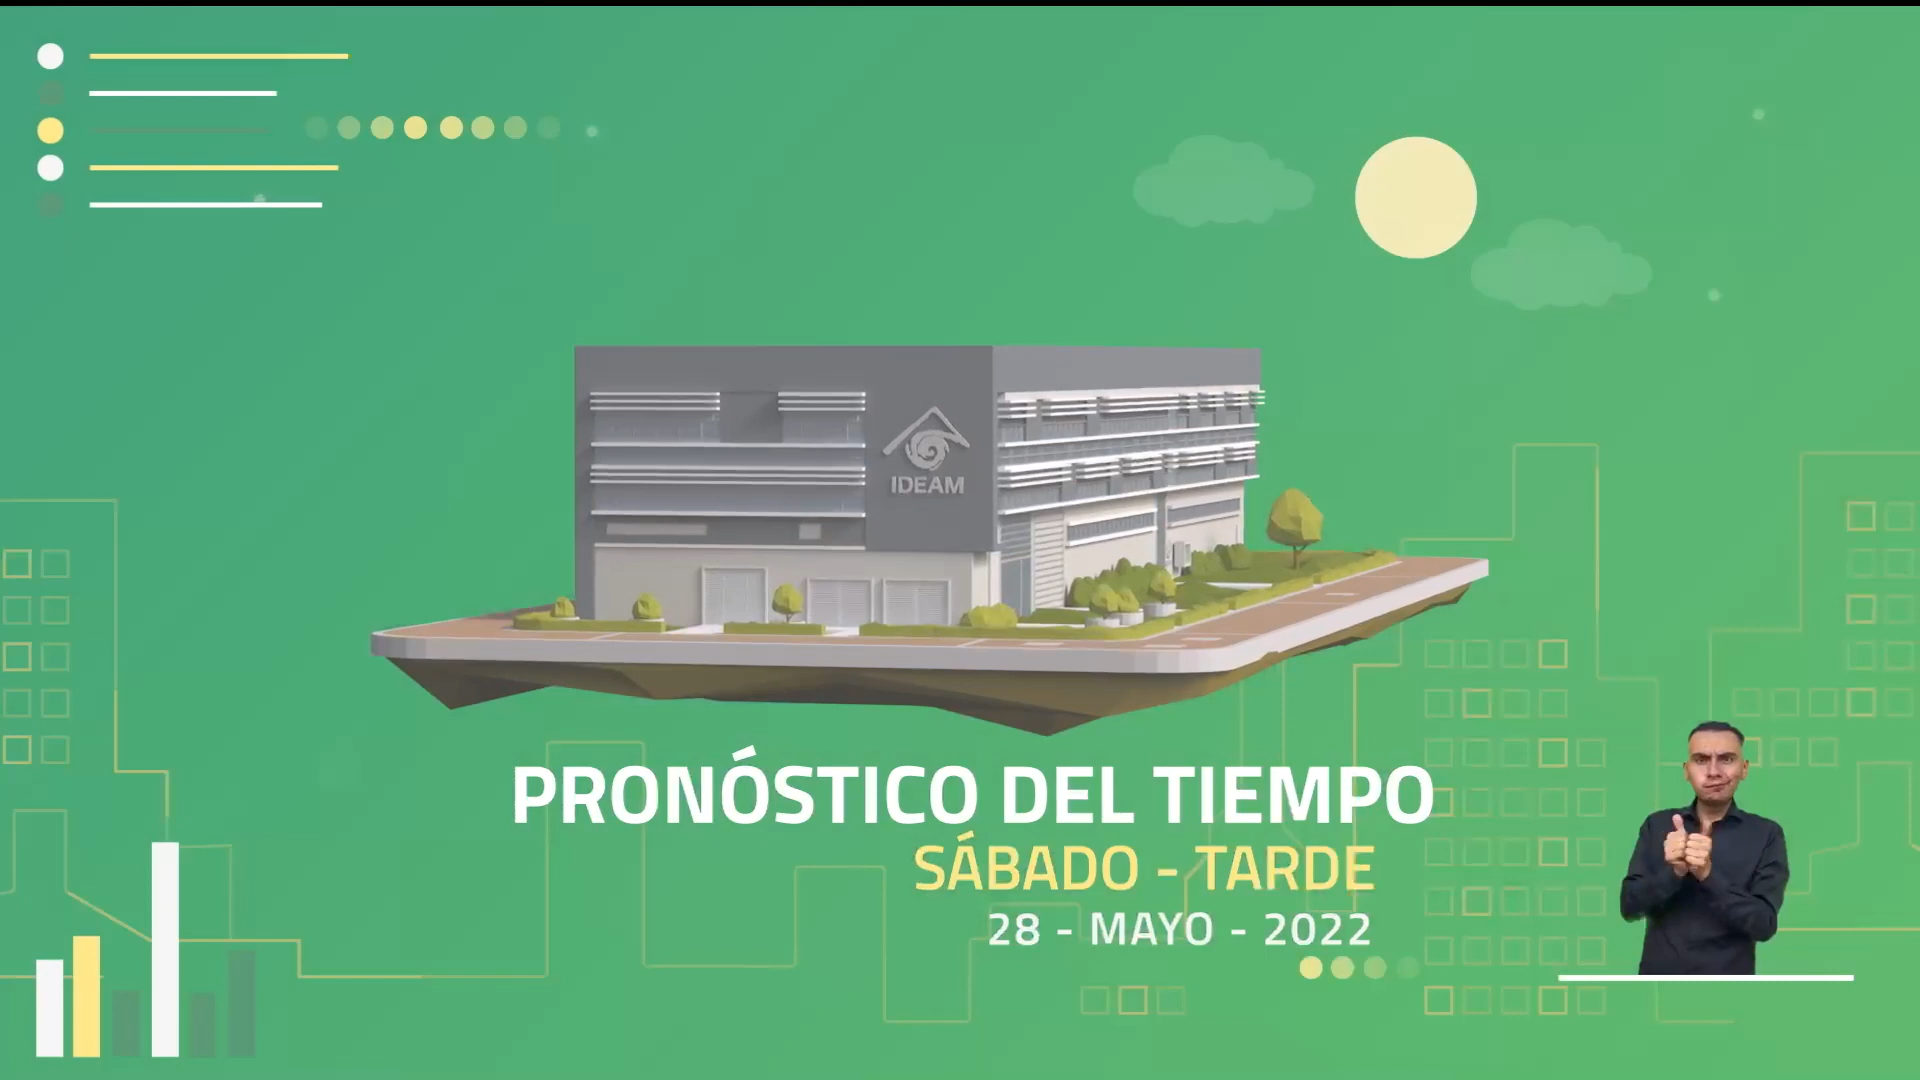 IDEAM
PRONÓSTICO DEL TIEMPO
SÁBADO - TARDE
28 - MAYO - 2022